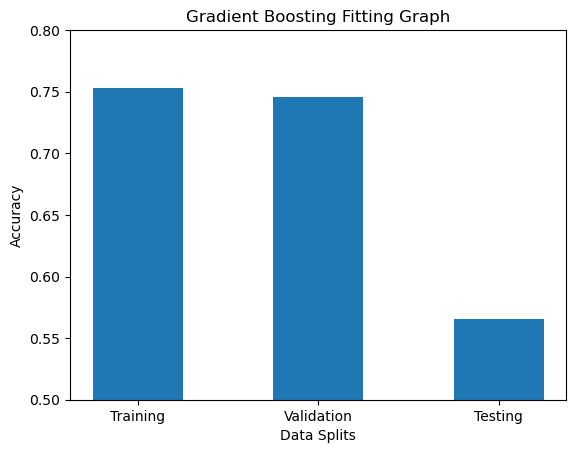 Gradient Boosting Fitting Graph
0.80
0.75
0.70
0.65
0.60
0.55
0.50
Accuracy
Training Validation Testing
Data Splits